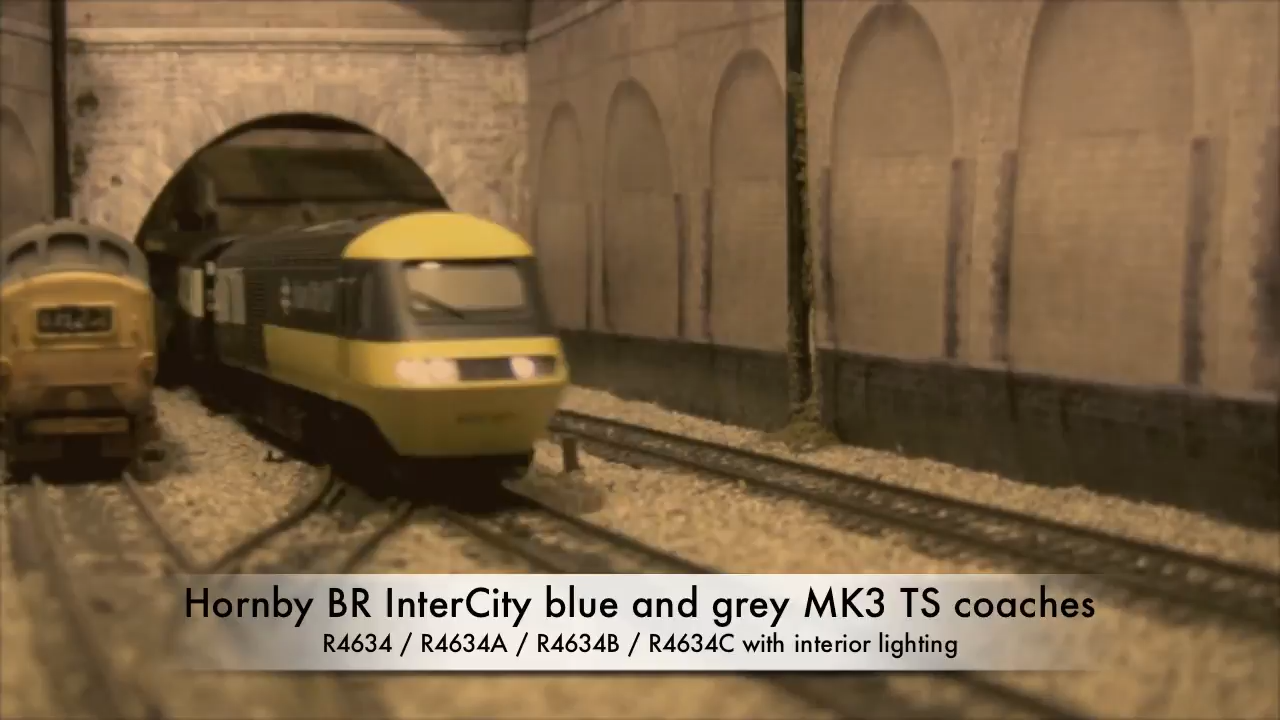 Hornby BR InterCity blue and grey MK3 TS coaches
R4634 / R4634A / R4634B / R4634C with interior lighting